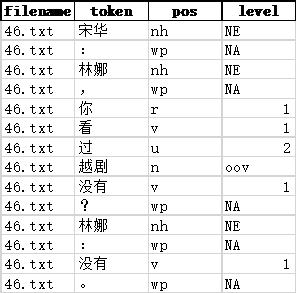 filename token pos level
46.txt 宋华 nh NE
46.txt : wp NA
46.txt 林娜 nh NE
46.txt , wp NA
46.txt 你 r 1
46.txt 看 v 1
46.txt 过 u 2
46.txt 越剧 n oov
46.txt 没有 v 1
46.txt ? wp NA
46.txt 林娜 nh NE
46.txt : wp NA
46.txt 没有 v 1
46.txt 。 wp NA